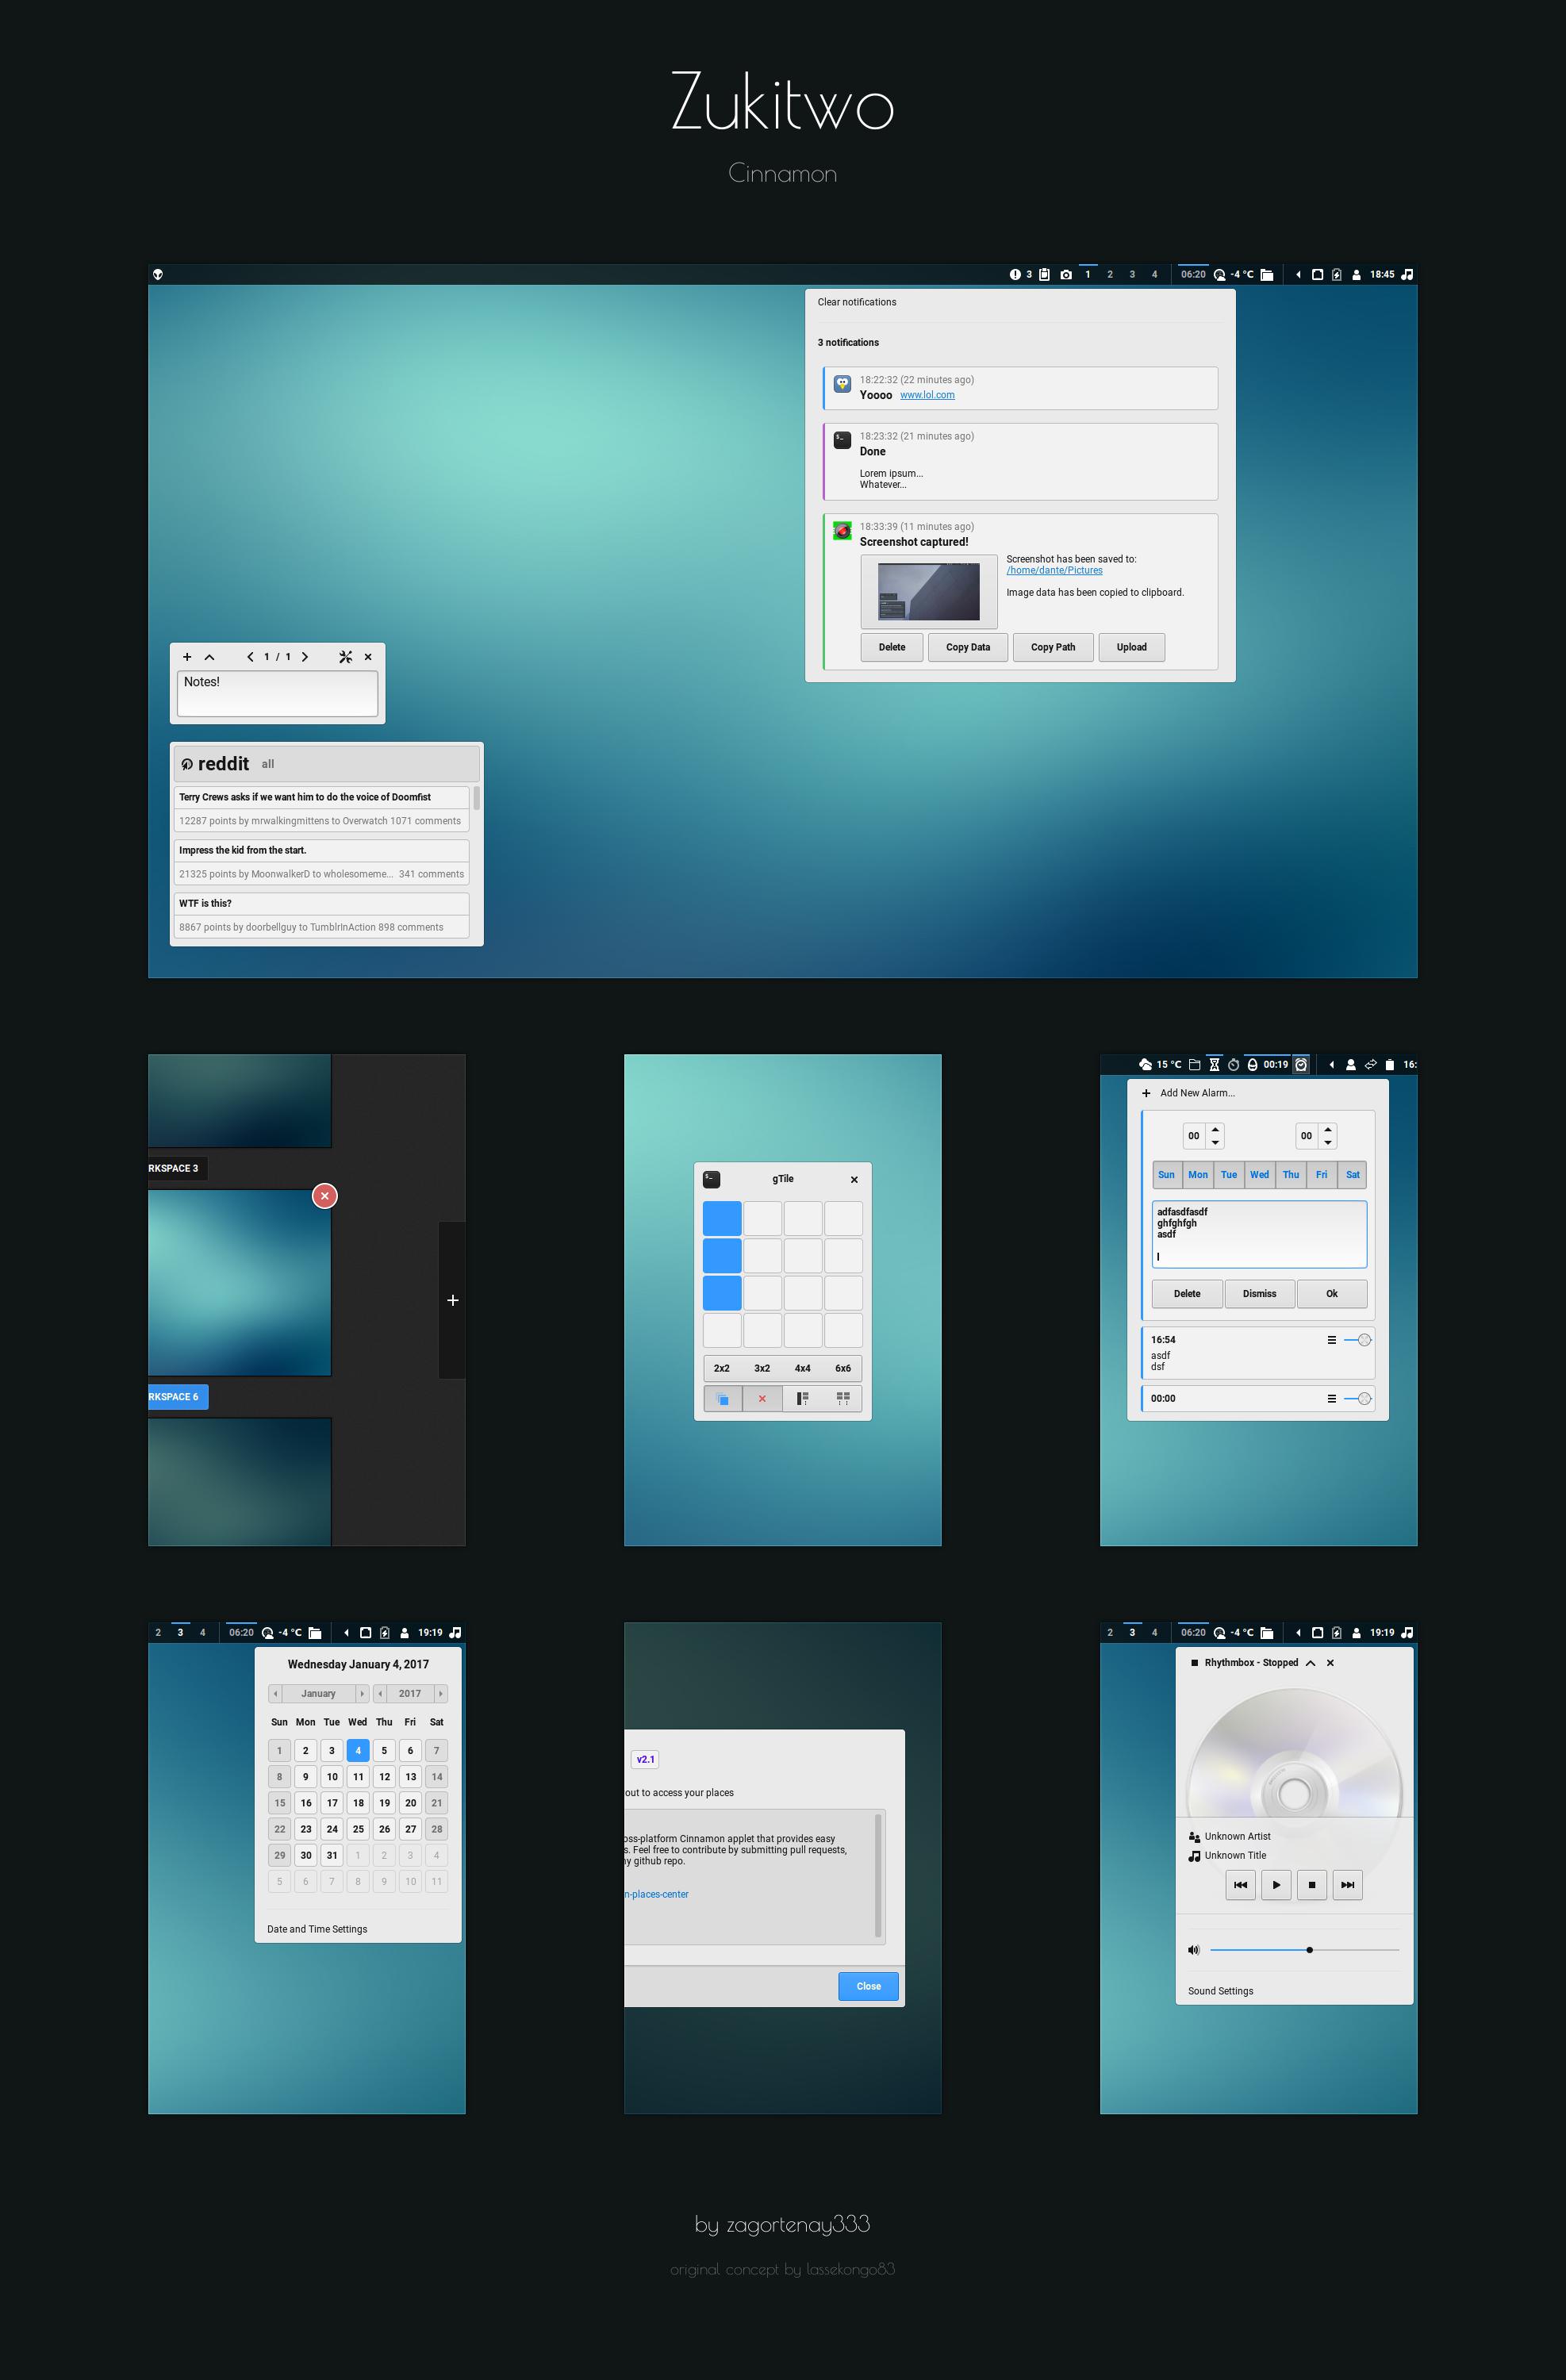 Zukitwo
Cinnamon
3 1 2 3 4 06:20 -4 °C 18:45
Clear notifications
3 notifications
18:22:32 (22 minutes ago)
Yoooo www.lol.com
18:23:32 (21 minutes ago)
Done
Lorem ipsum...
Whatever...
18:33:39 (11 minutes ago)
Screenshot captured!
Screenshot has been saved to:
/home/dante/Pictures
Image data has been copied to clipboard.
Delete Copy Data Copy Path Upload
1 / 1
Notes!
reddit all
Terry Crews asks if we want him to do the voice of Doomfist
12287 points by mrwalkingmittens to Overwatch 1071 comments
Impress the kid from the start.
21325 points by MoonwalkerD to wholesomeme... 341 comments
WTF is this?
8867 points by doorbellguy to TumblrInAction 898 comments
RKSPACE 3
RKSPACE 6
gTile
2x2 3x2 4x4 6x6
15 °C 00:19 16:
Add New Alarm...
00 00
Sun Mon Tue Wed Thu Fri Sat
adfasdfasdf
ghfghfgh
asdf
Delete Dismiss Ok
16:54
asdf
dsf
00:00
2 3 4 06:20 -4 °C 19:19
Wednesday January 4, 2017
January 2017
Sun Mon Tue Wed Thu Fri Sat
1 2 3 4 5 6 7
8 9 10 11 12 13 14
15 16 17 18 19 20 21
22 23 24 25 26 27 28
29 30 31 1 2 3 4
5 6 7 8 9 10 11
Date and Time Settings
v2.1
out to access your places
oss-platform Cinnamon applet that provides easy
s. Feel free to contribute by submitting pull requests,
ny github repo.
n-places-center
Close
2 3 4 06:20 -4 °C 19:19
Rhythmbox - Stopped
Unknown Artist
Unknown Title
Sound Settings
by zagortenay333
original concept by lassekongo83